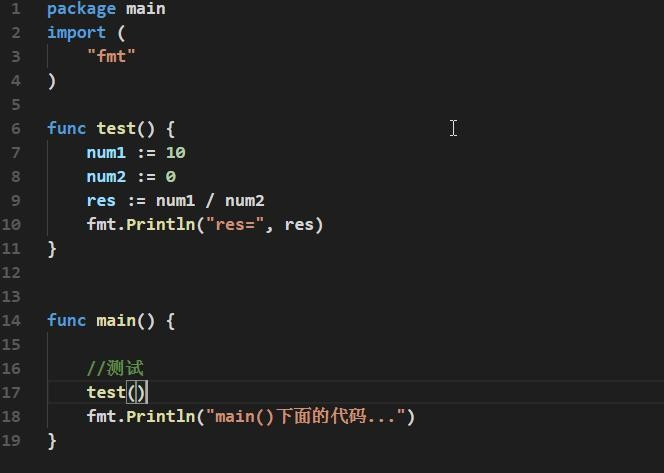 1 package main
2 import (
3     "fmt"
4 )
5
6 func test() {
7     num1 := 10
8     num2 := 0
9     res := num1 / num2
10     fmt.Println("res=", res)
11 }
12
13
14 func main() {
15
16     //测试
17     test()
18     fmt.Println("main()下面的代码...")
19 }